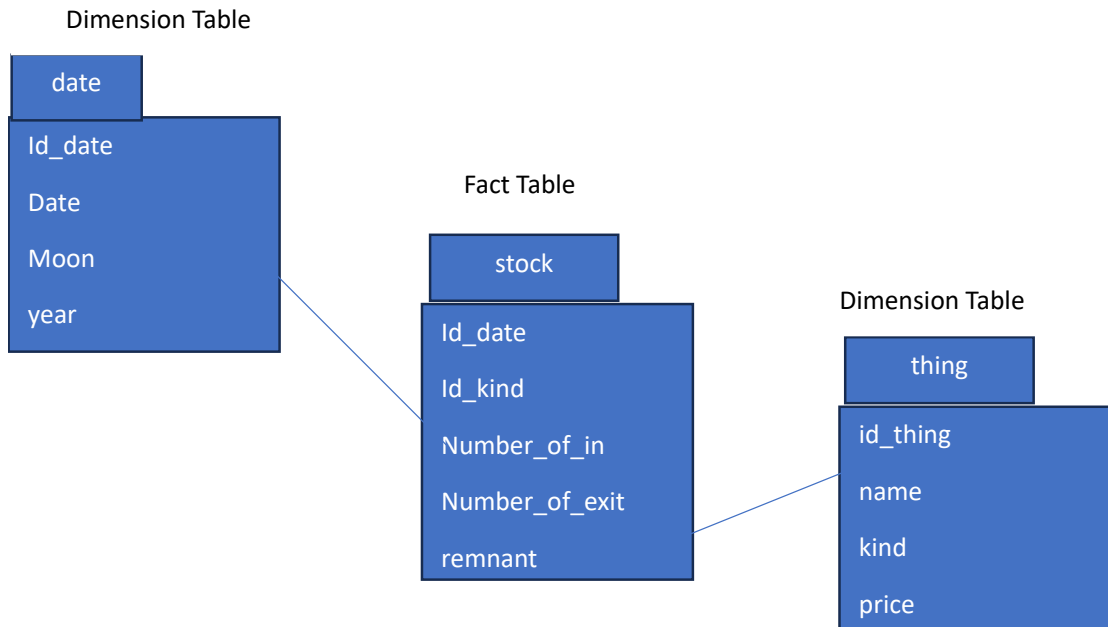 Dimension Table
date
Id_date
Date
Moon
year
Fact Table
stock
Id_date
Id_kind
Number_of_in
Number_of_exit
remnant
Dimension Table
thing
id_thing
name
kind
price